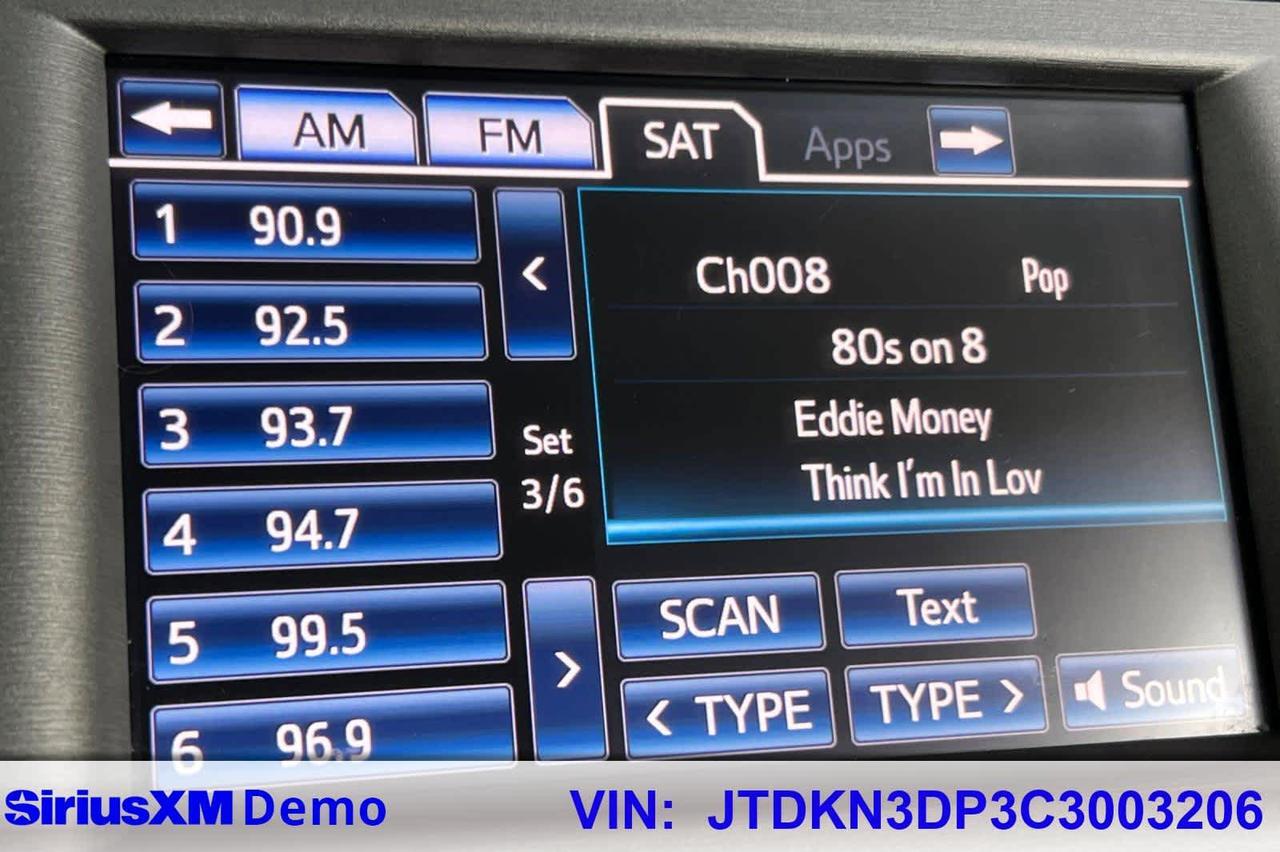 AM FM SAT Apps
1 90.9
2 92.5
3 93.7
4 94.7
5 99.5
6 96.9
<
Set
3/6
>
Ch008 Pop
80s on 8
Eddie Money
Think I'm In Lov
SCAN Text
< TYPE TYPE > Sound
SiriusXM Demo
VIN: JTDKN3DP3C3003206